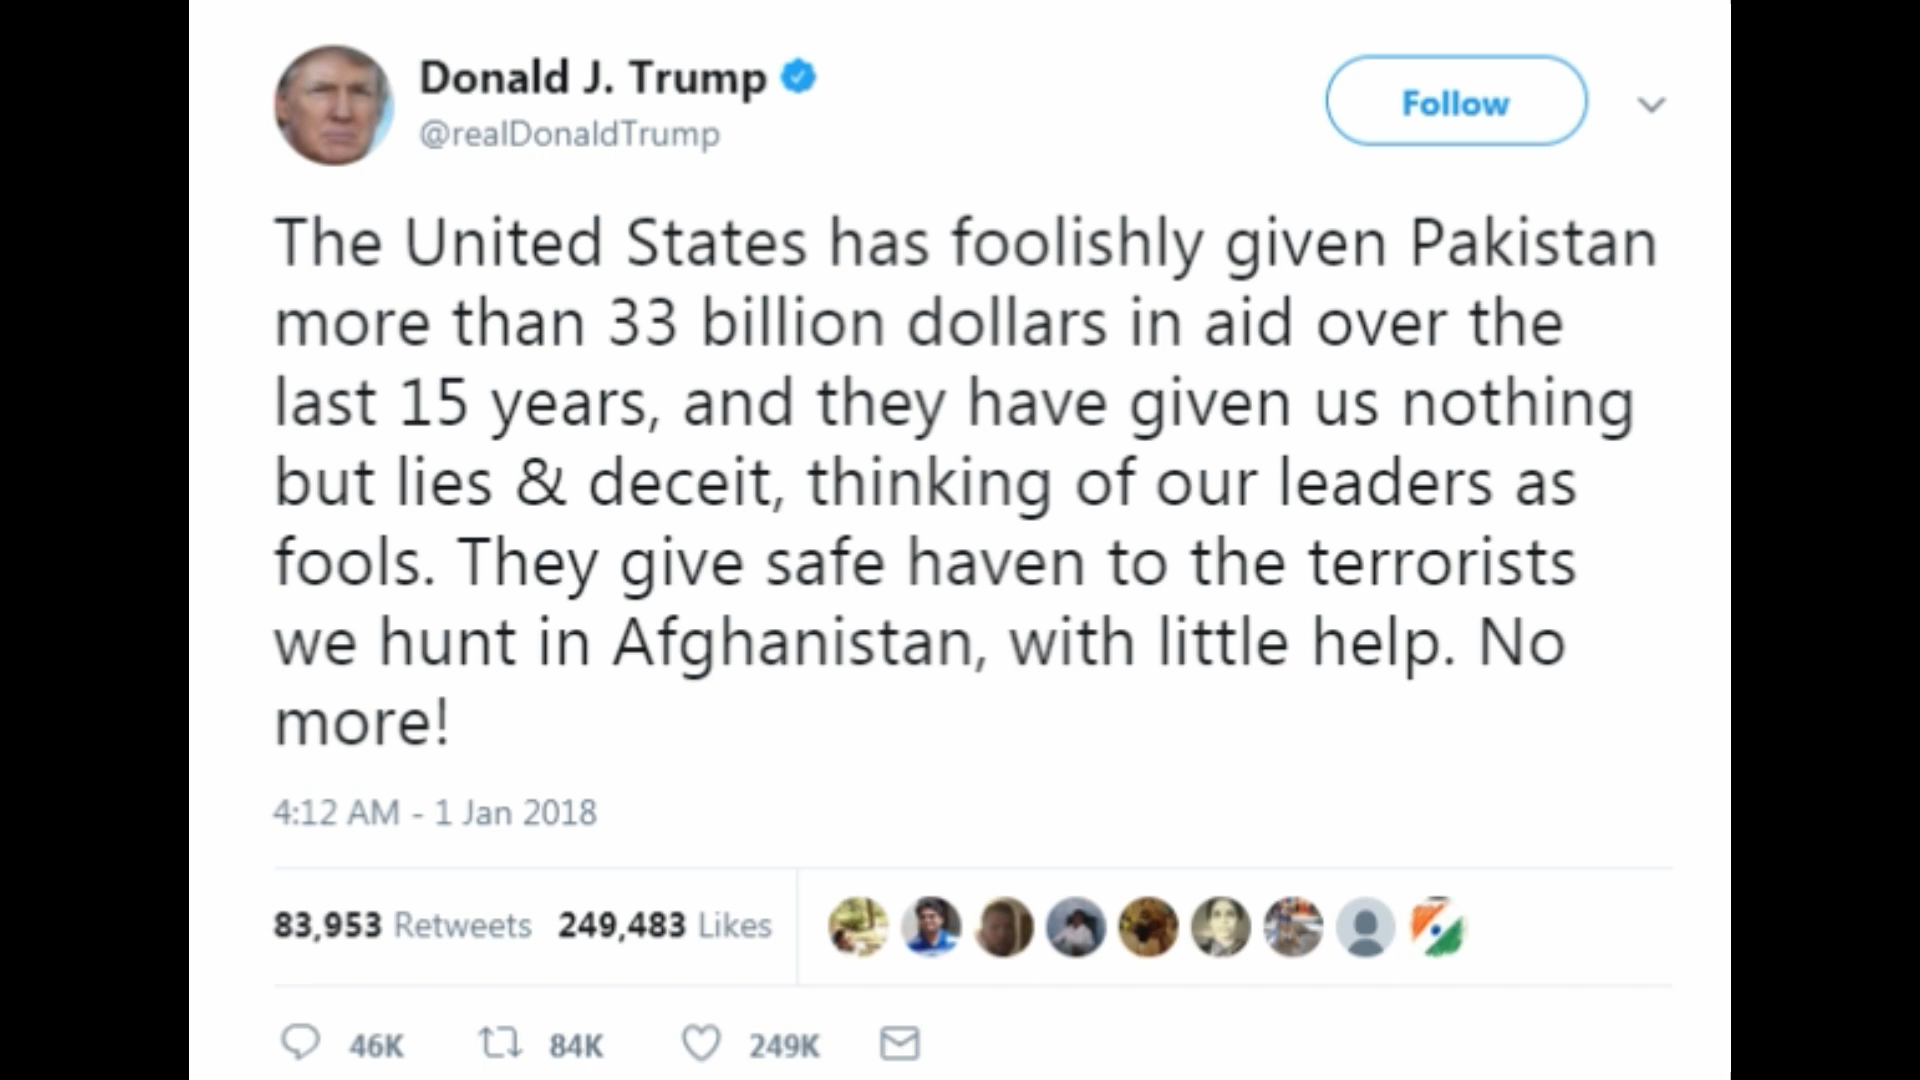 Donald J. Trump
@realDonaldTrump
Follow
The United States has foolishly given Pakistan
more than 33 billion dollars in aid over the
last 15 years, and they have given us nothing
but lies & deceit, thinking of our leaders as
fools. They give safe haven to the terrorists
we hunt in Afghanistan, with little help. No
more!
4:12 AM - 1 Jan 2018
83,953 Retweets 249,483 Likes
46K 84K 249K